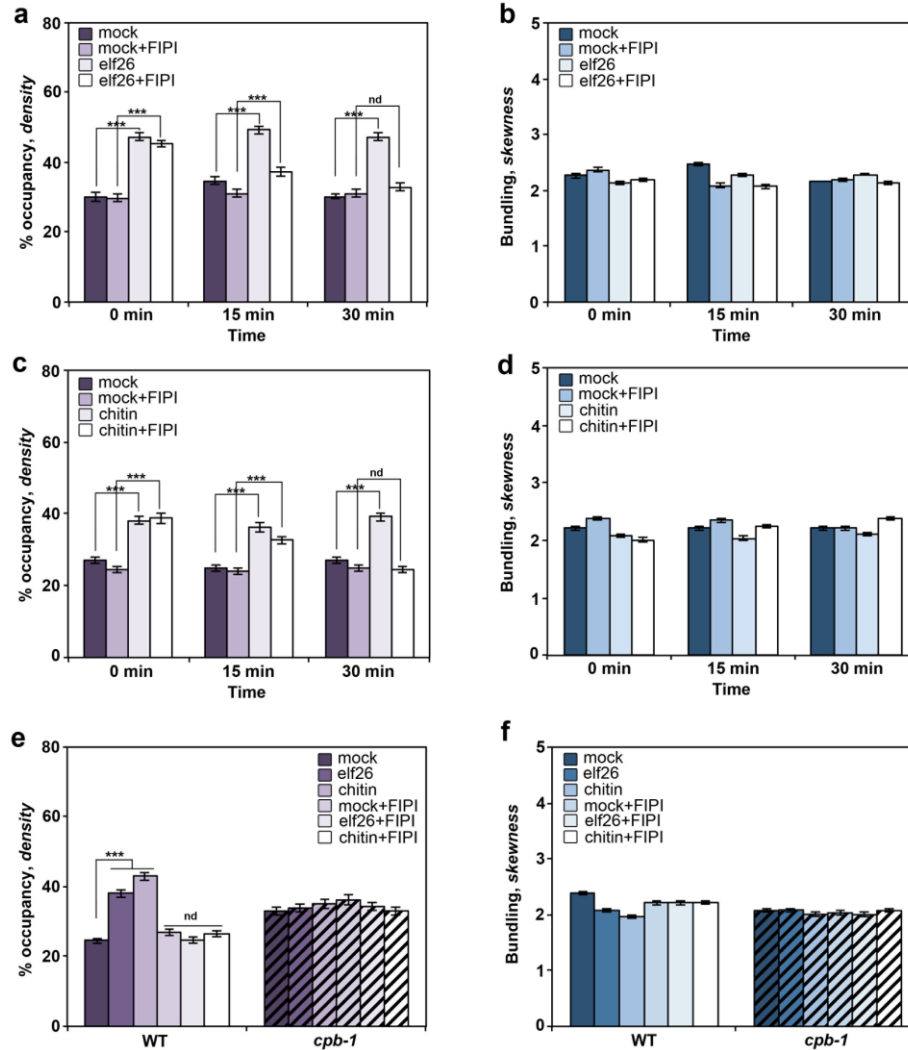 a
80
60
40
20
0
% occupancy, density
mock
mock+FIPI
elf26
elf26+FIPI
***
***
***
***
***
nd
0 min
15 min
30 min
Time
b
5
4
3
2
1
0
Bundling, skewness
mock
mock+FIPI
elf26
elf26+FIPI
0 min
15 min
30 min
Time
c
80
60
40
20
0
% occupancy, density
mock
mock+FIPI
chitin
chitin+FIPI
***
***
***
***
***
nd
0 min
15 min
30 min
Time
d
5
4
3
2
1
0
Bundling, skewness
mock
mock+FIPI
chitin
chitin+FIPI
0 min
15 min
30 min
Time
e
80
60
40
20
0
% occupancy, density
mock
elf26
chitin
mock+FIPI
elf26+FIPI
chitin+FIPI
***
nd
WT
cpb-1
f
5
4
3
2
1
0
Bundling, skewness
mock
elf26
chitin
mock+FIPI
elf26+FIPI
chitin+FIPI
WT
cpb-1